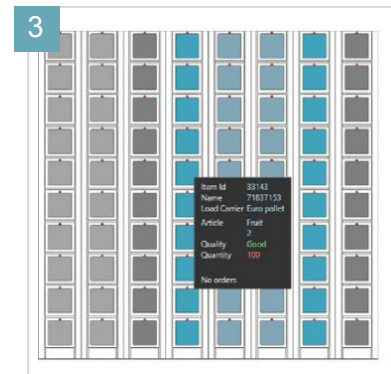 3
Item Id 33143
Name 71837153
Load Carrier Euro pallet
Article Fruit
2
Quality Good
Quantity 100
No orders